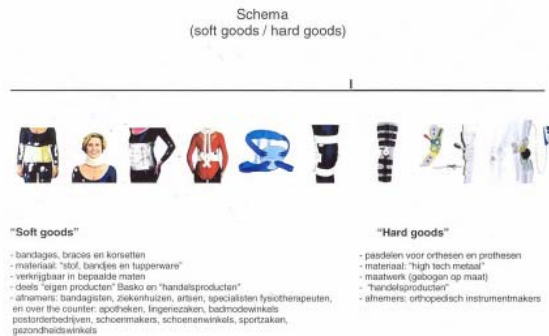 Schema
(soft goods / hard goods)
"Soft goods"
- bandages, braces en korsetten
- materiaal: "stof, bandjes en tupperware"
- verkrijgbaar in bepaalde maten
- deels "eigen producten" Basko en "handelsproducten"
- afnemers: bandagisten, ziekenhuizen, artsen, specialisten fysiotherapeuten,
en over the counter: apotheken, lingeriezaken, badmodewinkels
postorderbedrijven, schoenmakers, schoenenwinkels, sportzaken,
gezondheidswinkels
"Hard goods"
- pasdelen voor orthesen en prothesen
- materiaal: "high tech metaal"
- maatwerk (gebogen op maat)
- "handelsproducten"
- afnemers: orthopedisch instrumentmakers